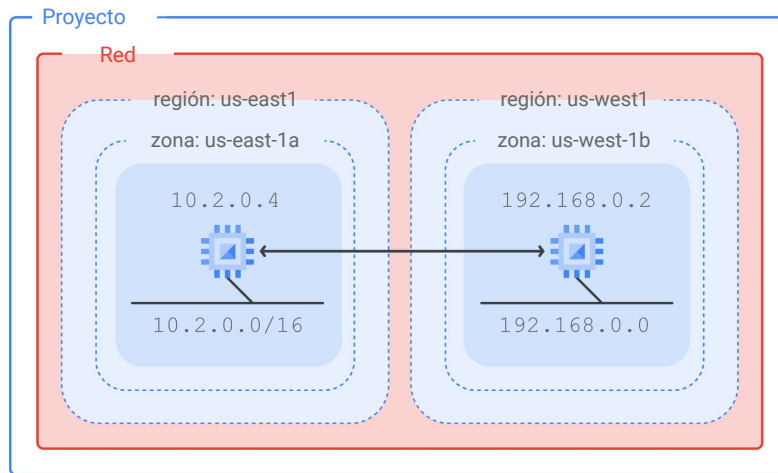 Proyecto
Red
región: us-east1
zona: us-east-1a
10.2.0.4
10.2.0.0/16
región: us-west1
zona: us-west-1b
192.168.0.2
192.168.0.0